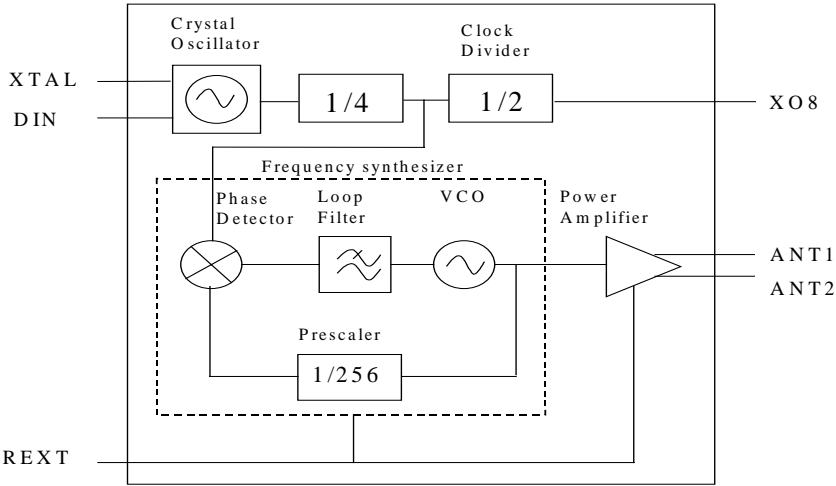 Crystal
Oscillator
Clock
Divider
XTAL
DIN
1/4
1/2
XO8
Frequency synthesizer
Phase
Detector
Loop
Filter
VCO
Power
Amplifier
ANT1
ANT2
Prescaler
1/256
REXT